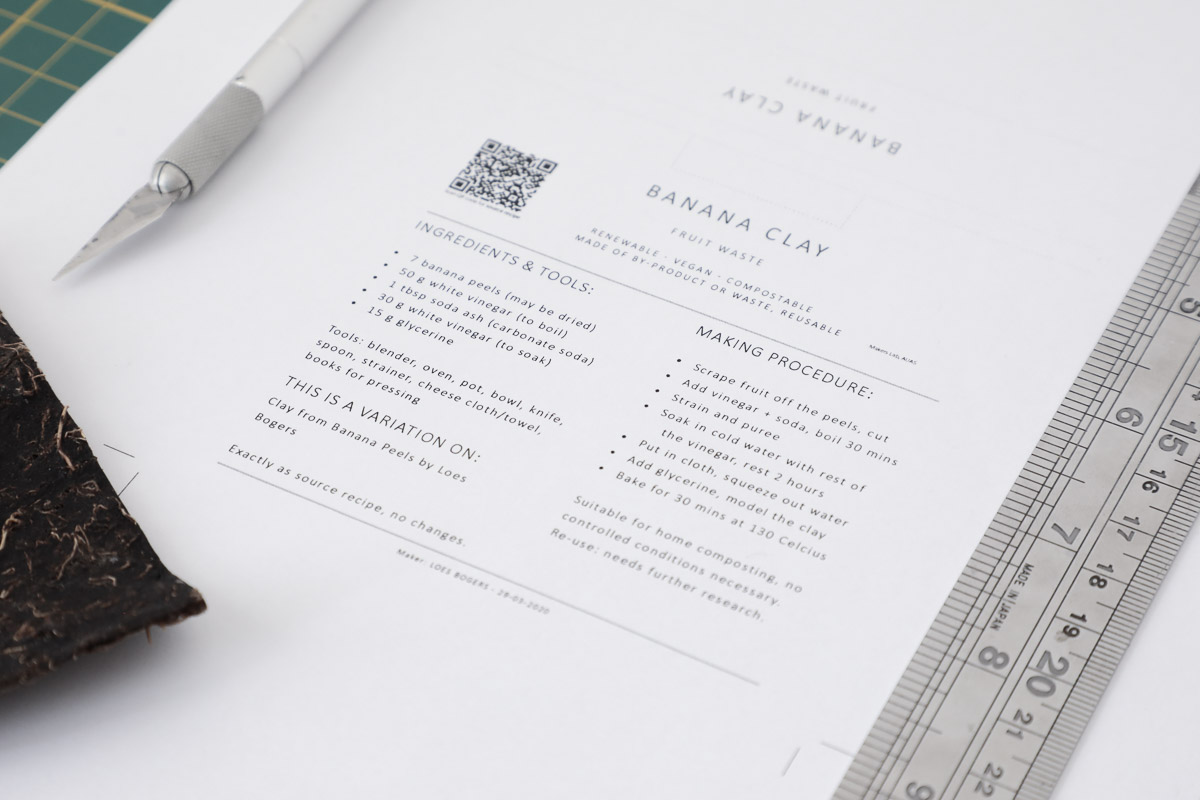 FRUIT WASTE
BANANA CLAY
BANANA CLAY
FRUIT WASTE
RENEWABLE - VEGAN - COMPOSTABLE
MADE OF BY-PRODUCT OR WASTE, REUSABLE
INGREDIENTS & TOOLS:
7 banana peels (may be dried)
50 g white vinegar (to boil)
1 tbsp soda ash (carbonate soda)
30 g white vinegar (to soak)
15 g glycerine
Tools: blender, oven, pot, bowl, knife,
spoon, strainer, cheese cloth/towel,
books for pressing
THIS IS A VARIATION ON:
Clay from Banana Peels by Loes
Bogers
Exactly as source recipe, no changes.
MAKING PROCEDURE:
Scrape fruit off the peels, cut
Add vinegar + soda, boil 30 mins
Strain and puree
Soak in cold water with rest of
the vinegar, rest 2 hours
Put in cloth, squeeze out water
Add glycerine, model the clay
Bake for 30 mins at 130 Celcius
Suitable for home composting, no
controlled conditions necessary.
Re-use: needs further research.
Maker: LOES BOGERS - 29-03-2020
5
6
7
8
9
15
16
17
18
19
20
21
22
MADE IN JAPAN